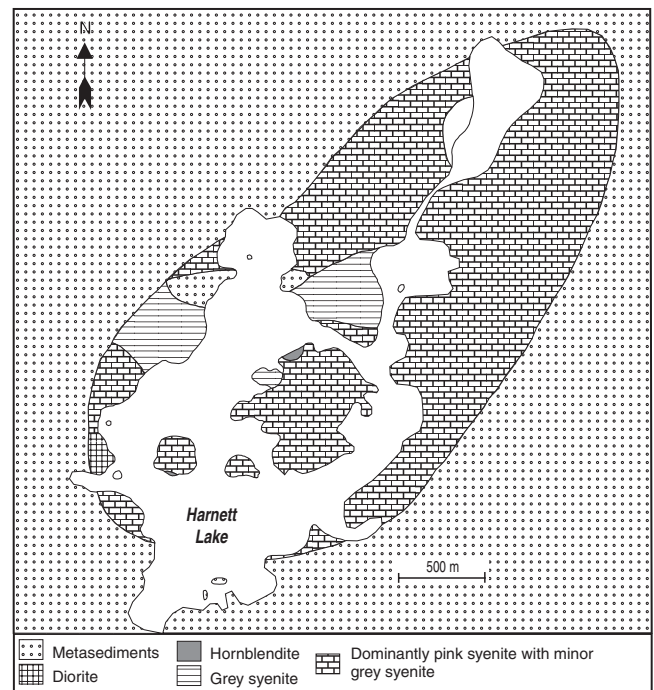 N
Harnett
Lake
500 m
Metasediments
Diorite
Hornblendite
Grey syenite
Dominantly pink syenite with minor
grey syenite